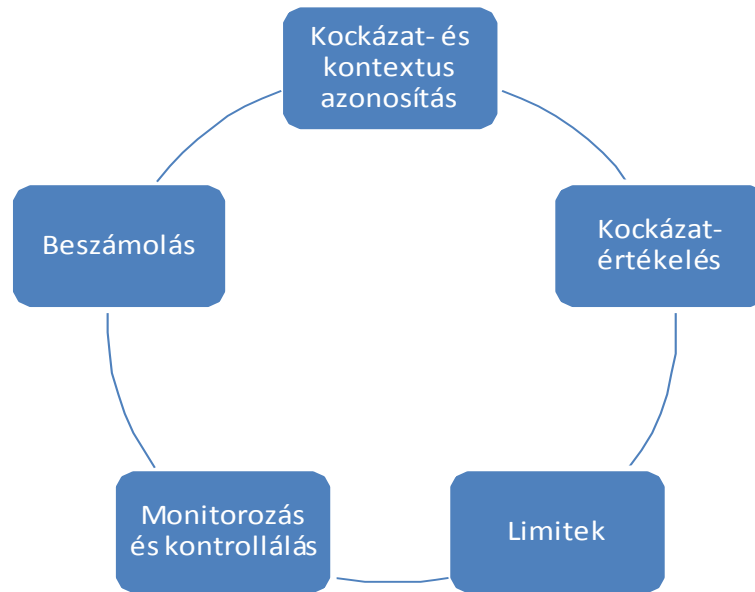 Kockázat- és
kontextus
azonosítás
Kockázat-
értékelés
Limitek
Monitorozás
és kontrollálás
Beszámolás